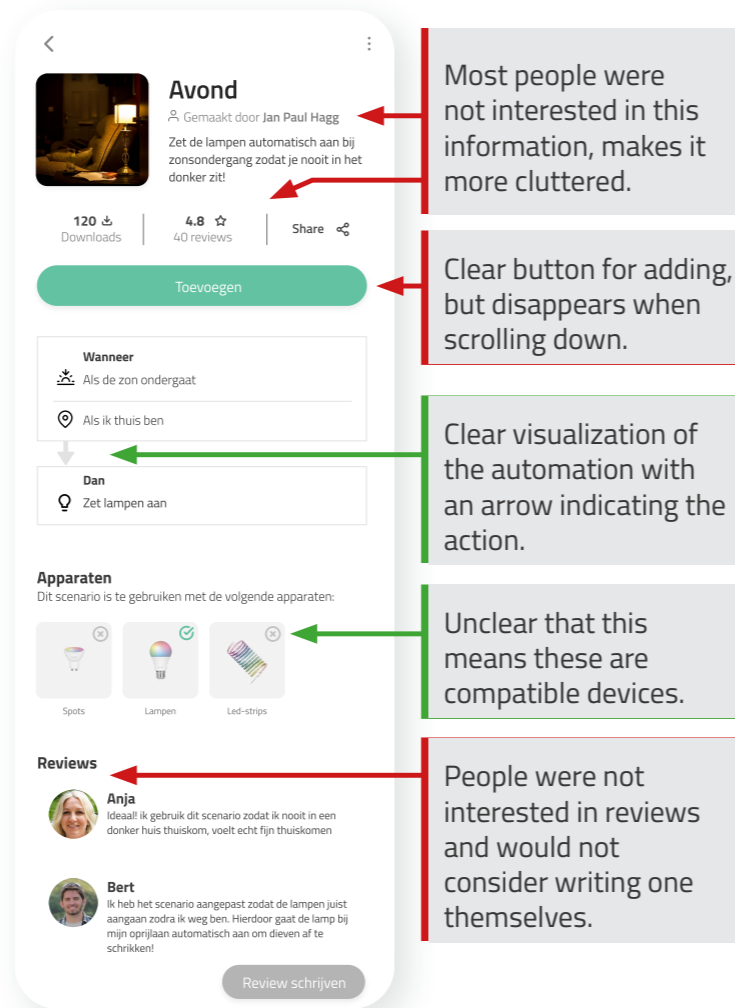 Avond
Gemaakt door Jan Paul Hagg
Zet de lampen automatisch aan bij
zonsondergang zodat je nooit in het
donker zit!
120
Downloads
4.8
40 reviews
Share
Toevoegen
Wanneer
Als de zon ondergaat
Als ik thuis ben
Dan
Zet lampen aan
Apparaten
Dit scenario is te gebruiken met de volgende apparaten:
Spots
Lampen
Led-strips
Reviews
Anja
Ideaal! ik gebruik dit scenario zodat ik nooit in een
donker huis thuiskom, voelt echt fijn thuiskomen
Bert
Ik heb het scenario aangepast zodat de lampen juist
aangaan zodra ik weg ben. Hierdoor gaat de lamp bij
mijn oprijlaan automatisch aan om dieven af te
schrikken!
Review schrijven
Most people were
not interested in this
information, makes it
more cluttered.
Clear button for adding,
but disappears when
scrolling down.
Clear visualization of
the automation with
an arrow indicating the
action.
Unclear that this
means these are
compatible devices.
People were not
interested in reviews
and would not
consider writing one
themselves.